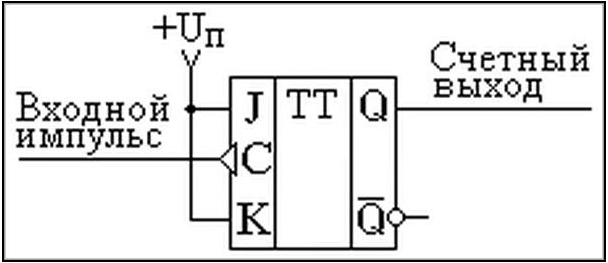 +Uп
Счетный
выход
Входной
импульс
J TT Q
C
K Q̅